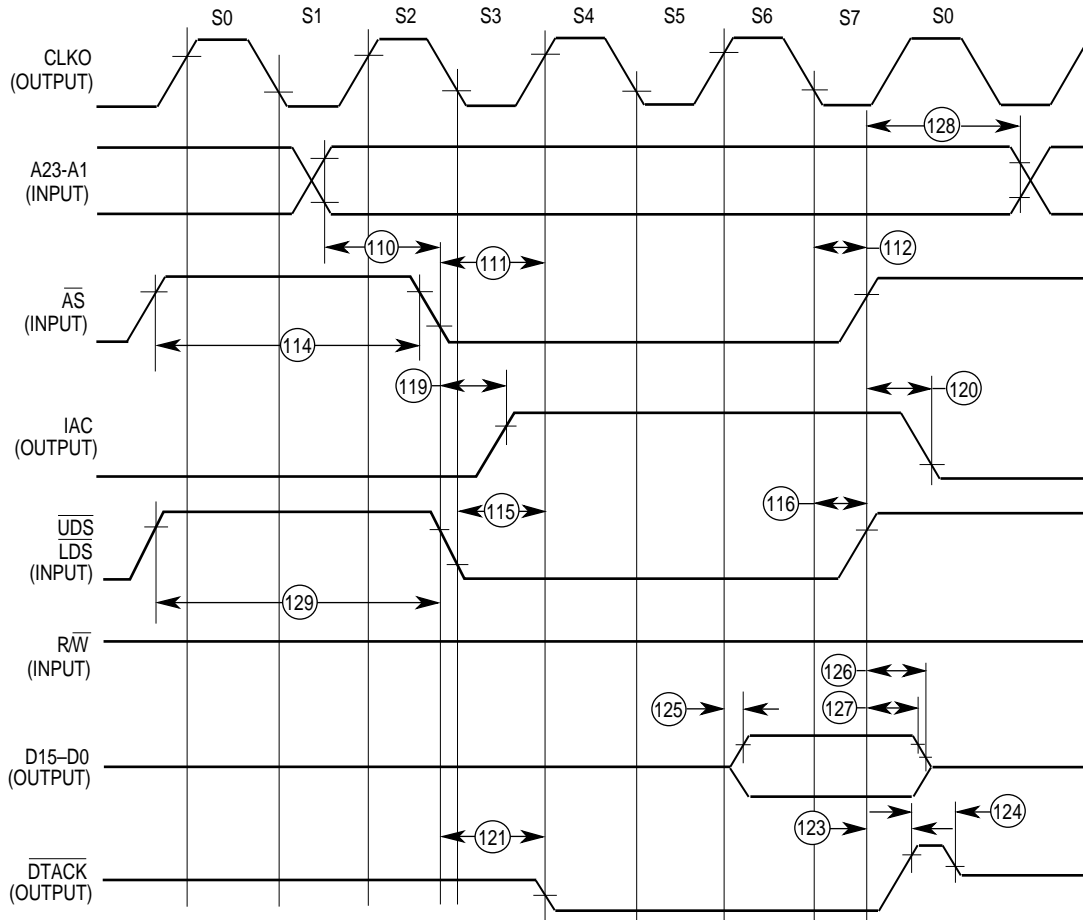 S0 S1 S2 S3 S4 S5 S6 S7 S0
CLKO
(OUTPUT)
128
A23-A1
(INPUT)
110
111
112
AS
(INPUT)
114
119
120
IAC
(OUTPUT)
115
116
UDS
LDS
(INPUT)
129
R/W
(INPUT)
126
125
127
D15–D0
(OUTPUT)
124
121
123
DTACK
(OUTPUT)